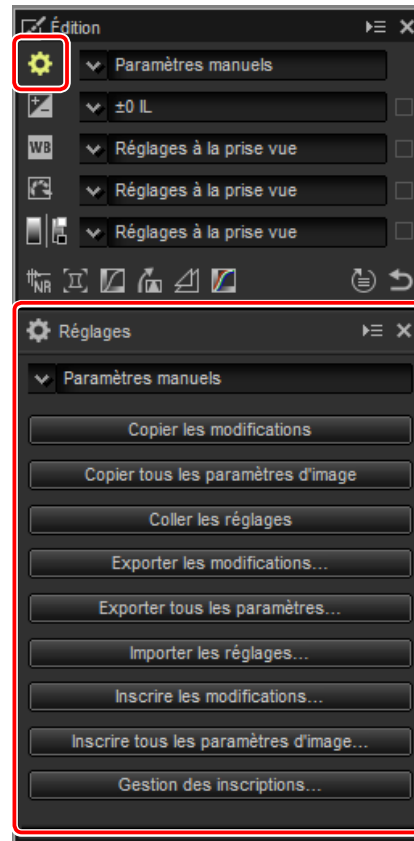 Édition
Paramètres manuels
±0 IL
WB
Réglages à la prise vue
Réglages à la prise vue
Réglages à la prise vue
NR
Réglages
Paramètres manuels
Copier les modifications
Copier tous les paramètres d'image
Coller les réglages
Exporter les modifications...
Exporter tous les paramètres...
Importer les réglages...
Inscrire les modifications...
Inscrire tous les paramètres d'image...
Gestion des inscriptions...